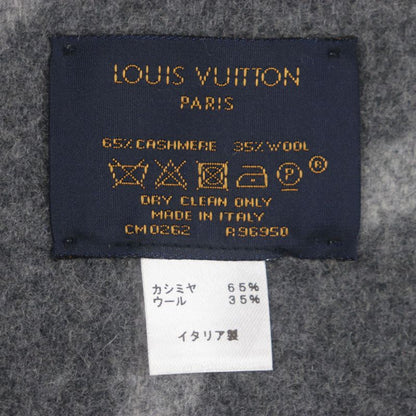 LOUIS VUITTON
PARIS
65% CASHMERE 35% WOOL
P ®
DRY CLEAN ONLY
MADE IN ITALY
CM0262 R96950
カシミヤ 65%
ウール 35%
イタリア製